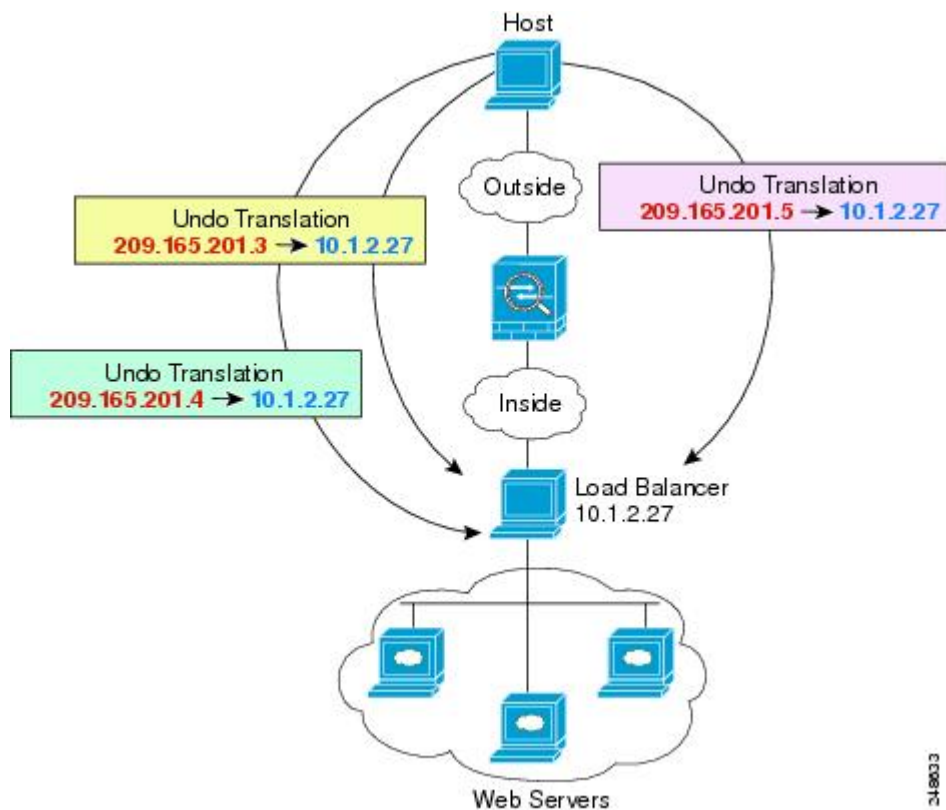 Host
Outside
Undo Translation
209.165.201.5 → 10.1.2.27
Undo Translation
209.165.201.3 → 10.1.2.27
Undo Translation
209.165.201.4 → 10.1.2.27
Inside
Load Balancer
10.1.2.27
Web Servers
248633